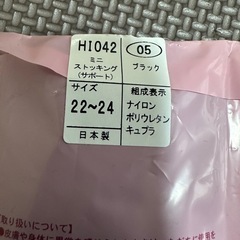 HI042
05
ミニ
ストッキング
(サポート)
ブラック
サイズ
組成表示
22~24
ナイロン
ポリウレタン
キュプラ
日本製
取り扱いについて】